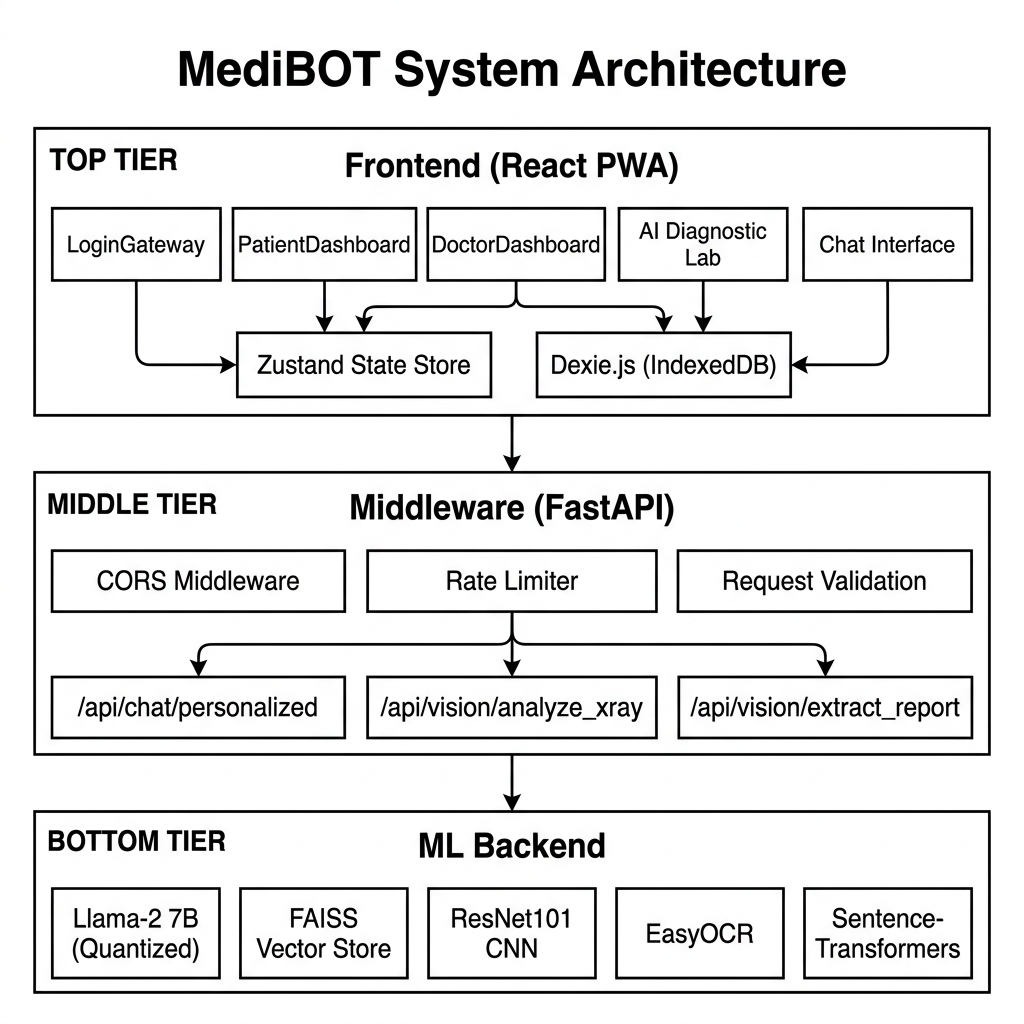 MediBOT System Architecture
TOP TIER
Frontend (React PWA)
LoginGateway
PatientDashboard
DoctorDashboard
AI Diagnostic
Lab
Chat Interface
Zustand State Store
Dexie.js (IndexedDB)
MIDDLE TIER
Middleware (FastAPI)
CORS Middleware
Rate Limiter
Request Validation
/api/chat/personalized
/api/vision/analyze_xray
/api/vision/extract_report
BOTTOM TIER
ML Backend
Llama-2 7B
(Quantized)
FAISS
Vector Store
ResNet101
CNN
EasyOCR
Sentence-
Transformers